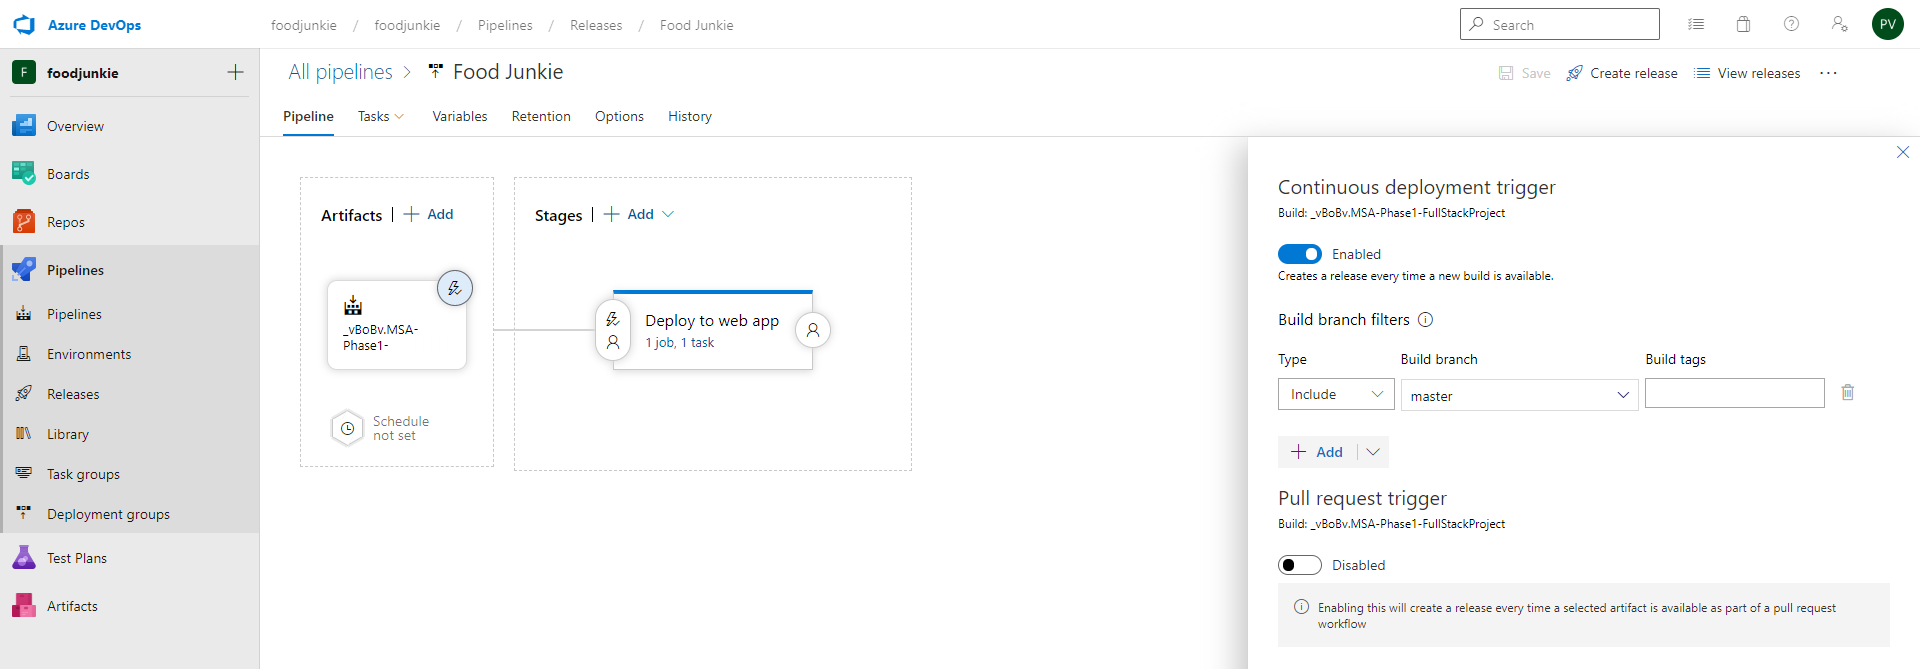 Azure DevOps
foodjunkie / foodjunkie / Pipelines / Releases / Food Junkie
Search
PV
F foodjunkie
Overview
Boards
Repos
Pipelines
Pipelines
Environments
Releases
Library
Task groups
Deployment groups
Test Plans
Artifacts
All pipelines > Food Junkie
Save
Create release
View releases
Pipeline Tasks Variables Retention Options History
Artifacts | + Add
_vBoBv.MSA-
Phase1-
Schedule
not set
Stages | + Add
Deploy to web app
1 job, 1 task
Continuous deployment trigger
Build: _vBoBv.MSA-Phase1-FullStackProject
Enabled
Creates a release every time a new build is available.
Build branch filters
Type Build branch Build tags
Include master
+ Add
Pull request trigger
Build: _vBoBv.MSA-Phase1-FullStackProject
Disabled
Enabling this will create a release every time a selected artifact is available as part of a pull request
workflow